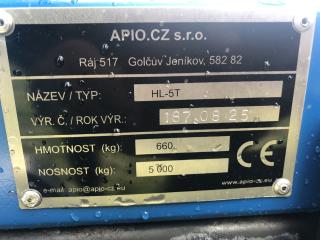 APIO.CZ s.r.o.
Ráj 517 Golčův Jeníkov, 582 82
NÁZEV / TYP: HL-5T
VÝR. Č. / ROK VÝR.: 187.08 25
HMOTNOST (kg): 660
NOSNOST (kg): 5 000
CE
e-mail: apio@apio-cz.eu
www.apio-cz.eu